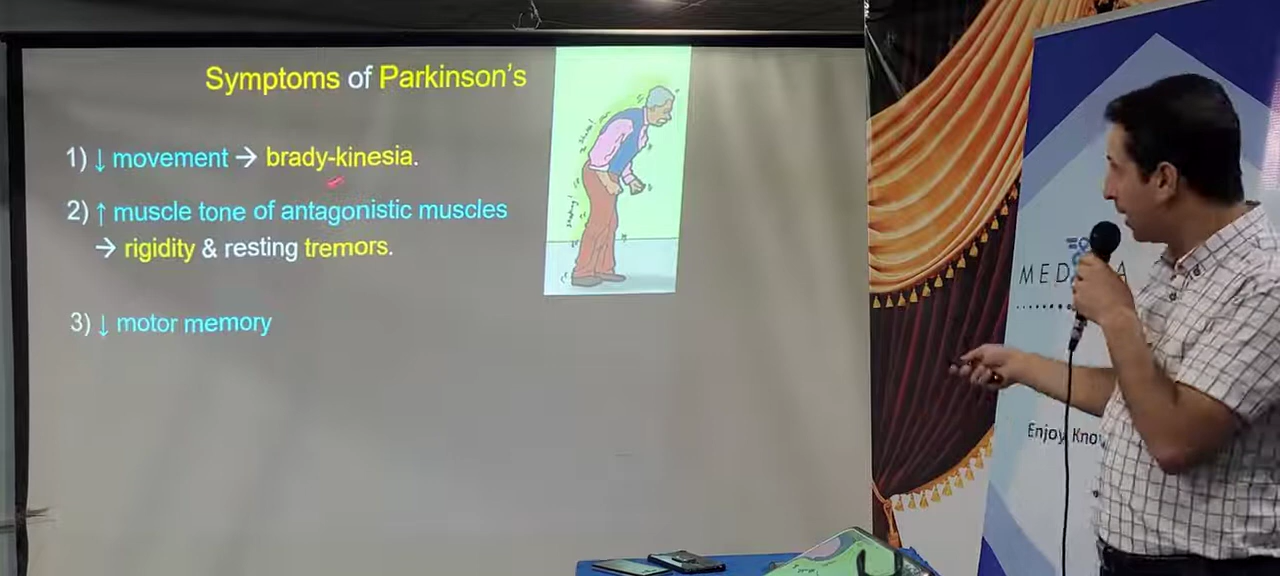 Symptoms of Parkinson's
1) ↓ movement → brady-kinesia.
2) ↑ muscle tone of antagonistic muscles
→ rigidity & resting tremors.
3) ↓ motor memory
MED A
Enjoy Know